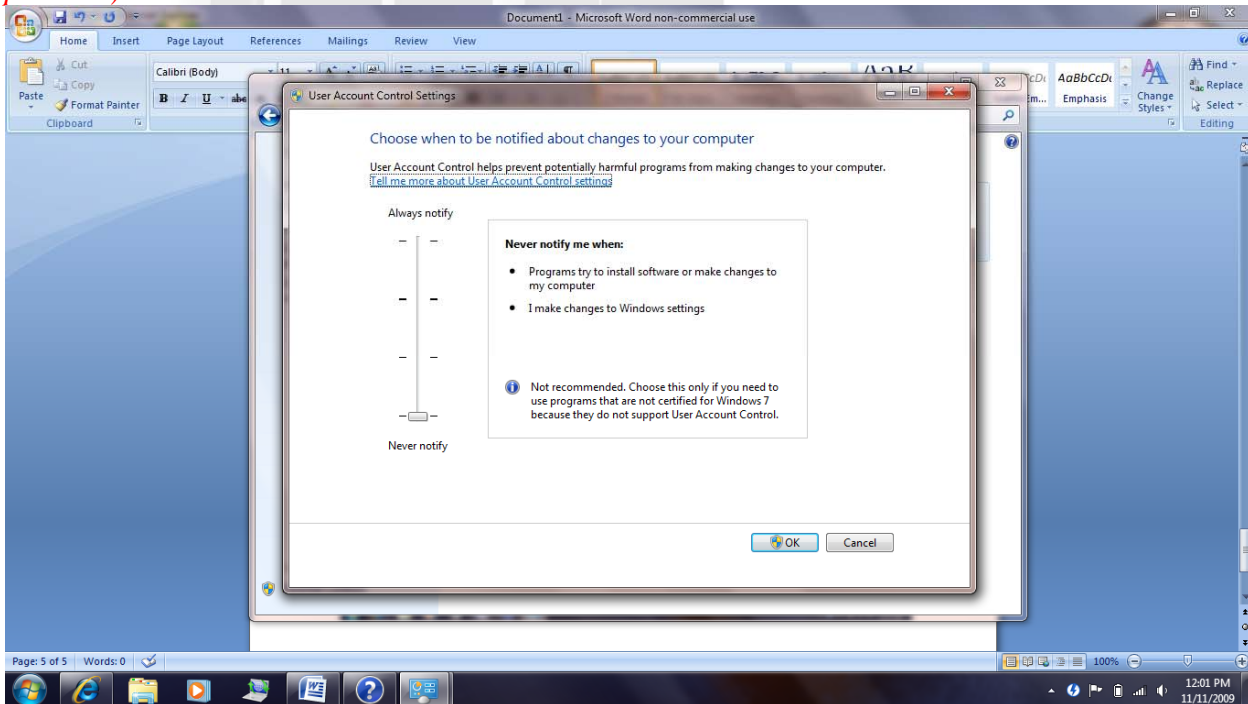 Document1 - Microsoft Word non-commercial use
Home Insert Page Layout References Mailings Review View
Cut
Copy
Paste
Format Painter
Clipboard
Calibri (Body) 11
B I U abc
AaBbCcDc
Emphasis
Change
Styles
Find
Replace
Select
Editing
User Account Control Settings
Choose when to be notified about changes to your computer
User Account Control helps prevent potentially harmful programs from making changes to your computer.
Tell me more about User Account Control settings
Always notify
Never notify me when:
• Programs try to install software or make changes to
my computer
• I make changes to Windows settings
Not recommended. Choose this only if you need to
use programs that are not certified for Windows 7
because they do not support User Account Control.
Never notify
OK Cancel
Page: 5 of 5 Words: 0
100%
12:01 PM
11/11/2009